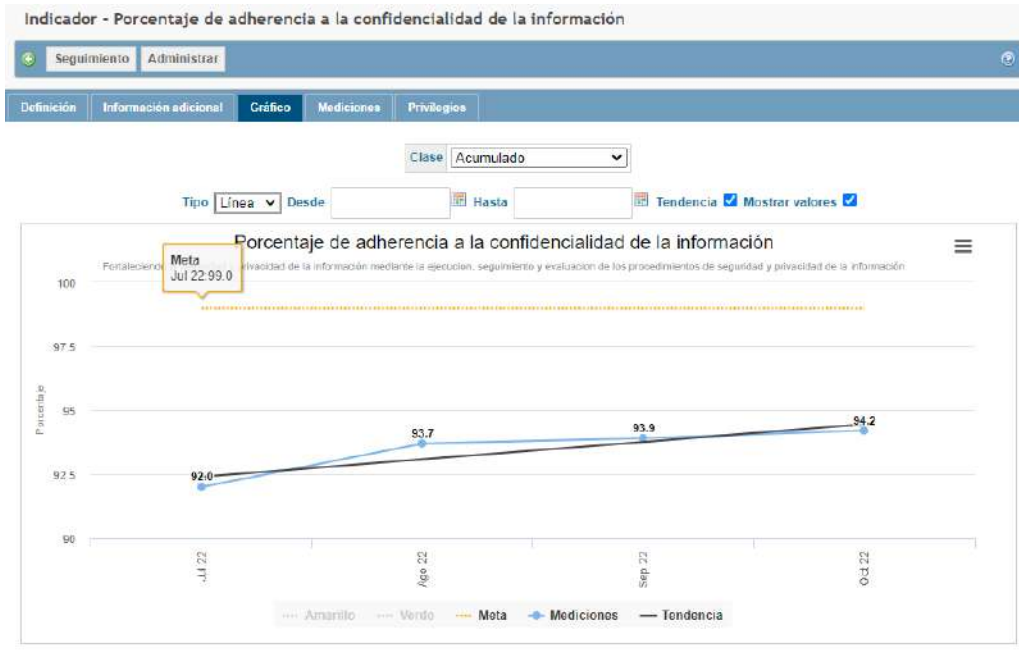 Indicador - Porcentaje de adherencia a la confidencialidad de la información
Seguimiento Administrar
Definición Información adicional Gráfico Mediciones Privilegios
Clase Acumulado
Tipo Línea Desde Hasta Tendencia Mostrar valores
Porcentaje de adherencia a la confidencialidad de la información
Fortaleciendo privacidad de la información mediante la ejecucion, seguimiento y evaluacion de los procedimientos de seguridad y privacidad de la información
Meta
Jul 22:99.0
100
97.5
95
92.5
90
Porcentaje
92.0
93.7
93.9
94.2
Jul 22
Ago 22
Sep 22
Oct 22
Amarillo Verde Meta Mediciones Tendencia